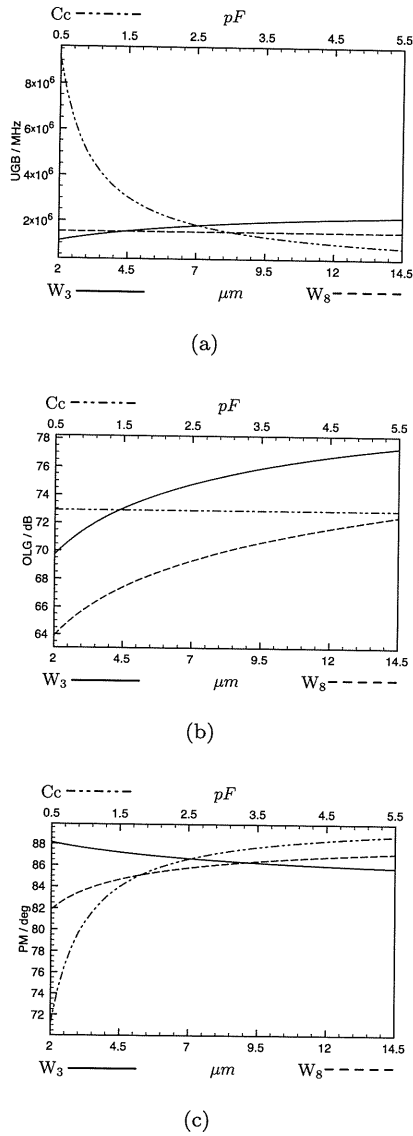 Cc pF
0.5 1.5 2.5 3.5 4.5 5.5
8×10⁶
6×10⁶
4×10⁶
2×10⁶
UGB / MHz
2 4.5 7 9.5 12 14.5
W₃ μm W₈
(a)
Cc pF
0.5 1.5 2.5 3.5 4.5 5.5
78
76
74
72
70
68
66
64
OLG / dB
2 4.5 7 9.5 12 14.5
W₃ μm W₈
(b)
Cc pF
0.5 1.5 2.5 3.5 4.5 5.5
88
86
84
82
80
78
76
74
72
PM / deg
2 4.5 7 9.5 12 14.5
W₃ μm W₈
(c)